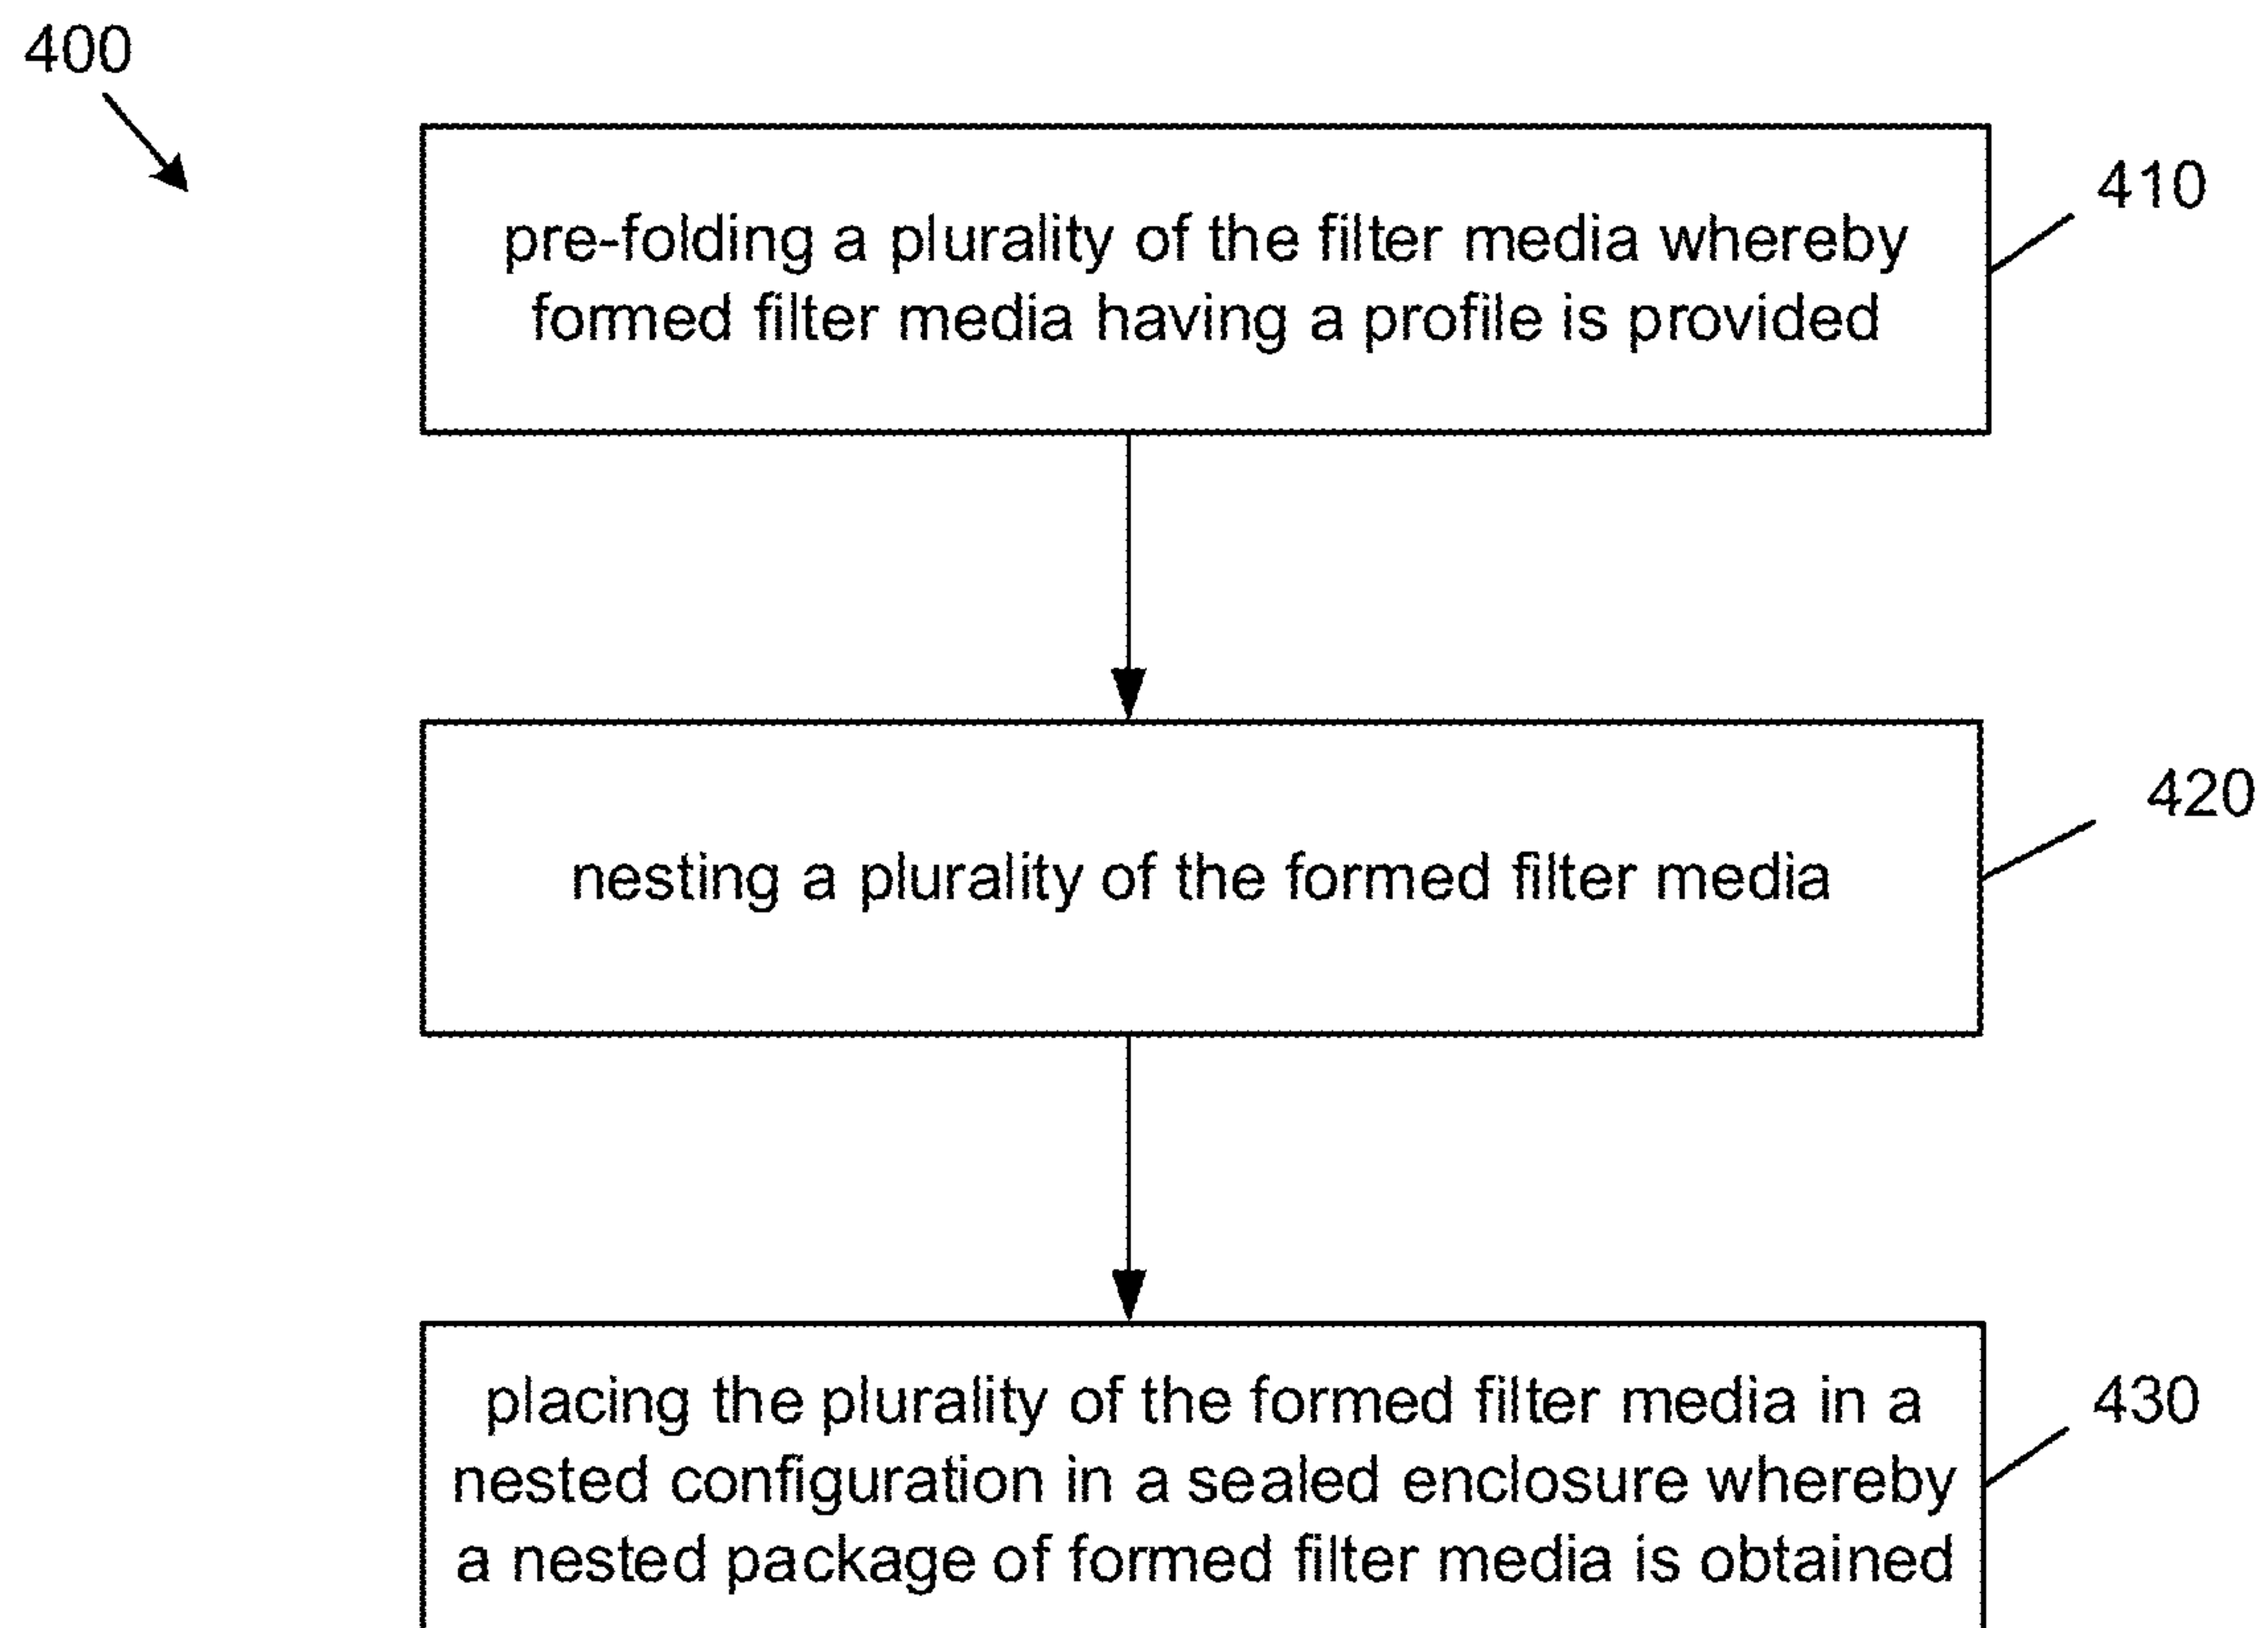 400
410
pre-folding a plurality of the filter media whereby
formed filter media having a profile is provided
420
nesting a plurality of the formed filter media
430
placing the plurality of the formed filter media in a
nested configuration in a sealed enclosure whereby
a nested package of formed filter media is obtained